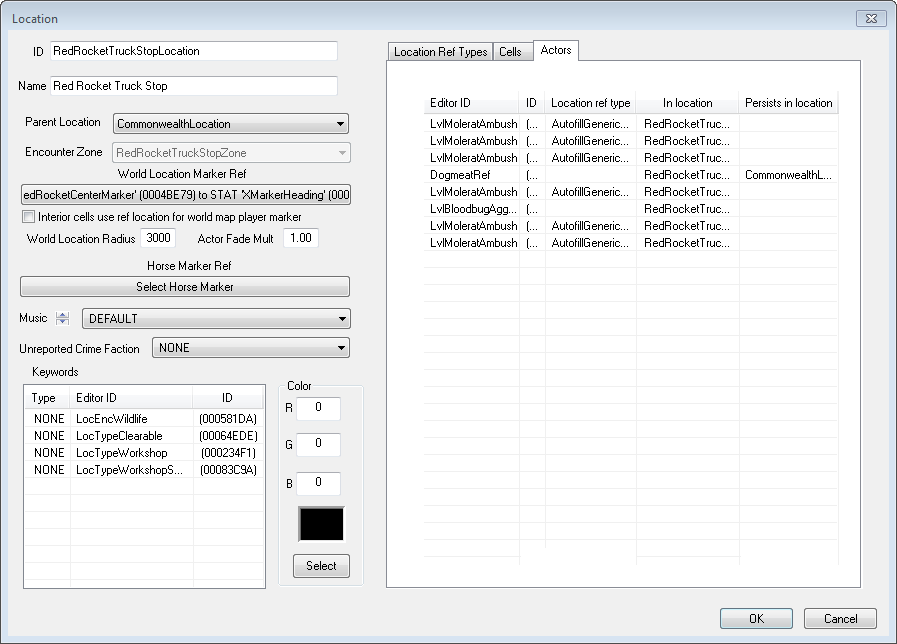 Location
ID RedRocketTruckStopLocation
Name Red Rocket Truck Stop
Parent Location CommonwealthLocation
Encounter Zone RedRocketTruckStopZone
World Location Marker Ref
edRocketCenterMarker' (0004BE79) to STAT 'XMarkerHeading' (000
Interior cells use ref location for world map player marker
World Location Radius 3000 Actor Fade Mult 1.00
Horse Marker Ref
Select Horse Marker
Music DEFAULT
Unreported Crime Faction NONE
Keywords
Type Editor ID ID
NONE LocEncWildlife (000581DA)
NONE LocTypeClearable (00064EDE)
NONE LocTypeWorkshop (000234F1)
NONE LocTypeWorkshopS... (00083C9A)
Color
R 0
G 0
B 0
Select
Location Ref Types Cells Actors
Editor ID ID Location ref type In location Persists in location
LvlMoleratAmbush (... AutofillGeneric... RedRocketTruc...
LvlMoleratAmbush (... AutofillGeneric... RedRocketTruc...
LvlMoleratAmbush (... AutofillGeneric... RedRocketTruc...
DogmeatRef (... RedRocketTruc... CommonwealthL...
LvlMoleratAmbush (... AutofillGeneric... RedRocketTruc...
LvlBloodbugAgg... (... RedRocketTruc...
LvlMoleratAmbush (... AutofillGeneric... RedRocketTruc...
LvlMoleratAmbush (... AutofillGeneric... RedRocketTruc...
OK Cancel